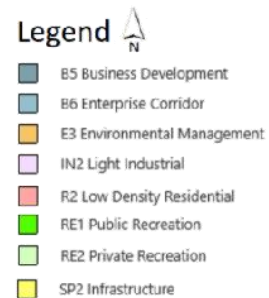 Legend N
B5 Business Development
B6 Enterprise Corridor
E3 Environmental Management
IN2 Light Industrial
R2 Low Density Residential
RE1 Public Recreation
RE2 Private Recreation
SP2 Infrastructure